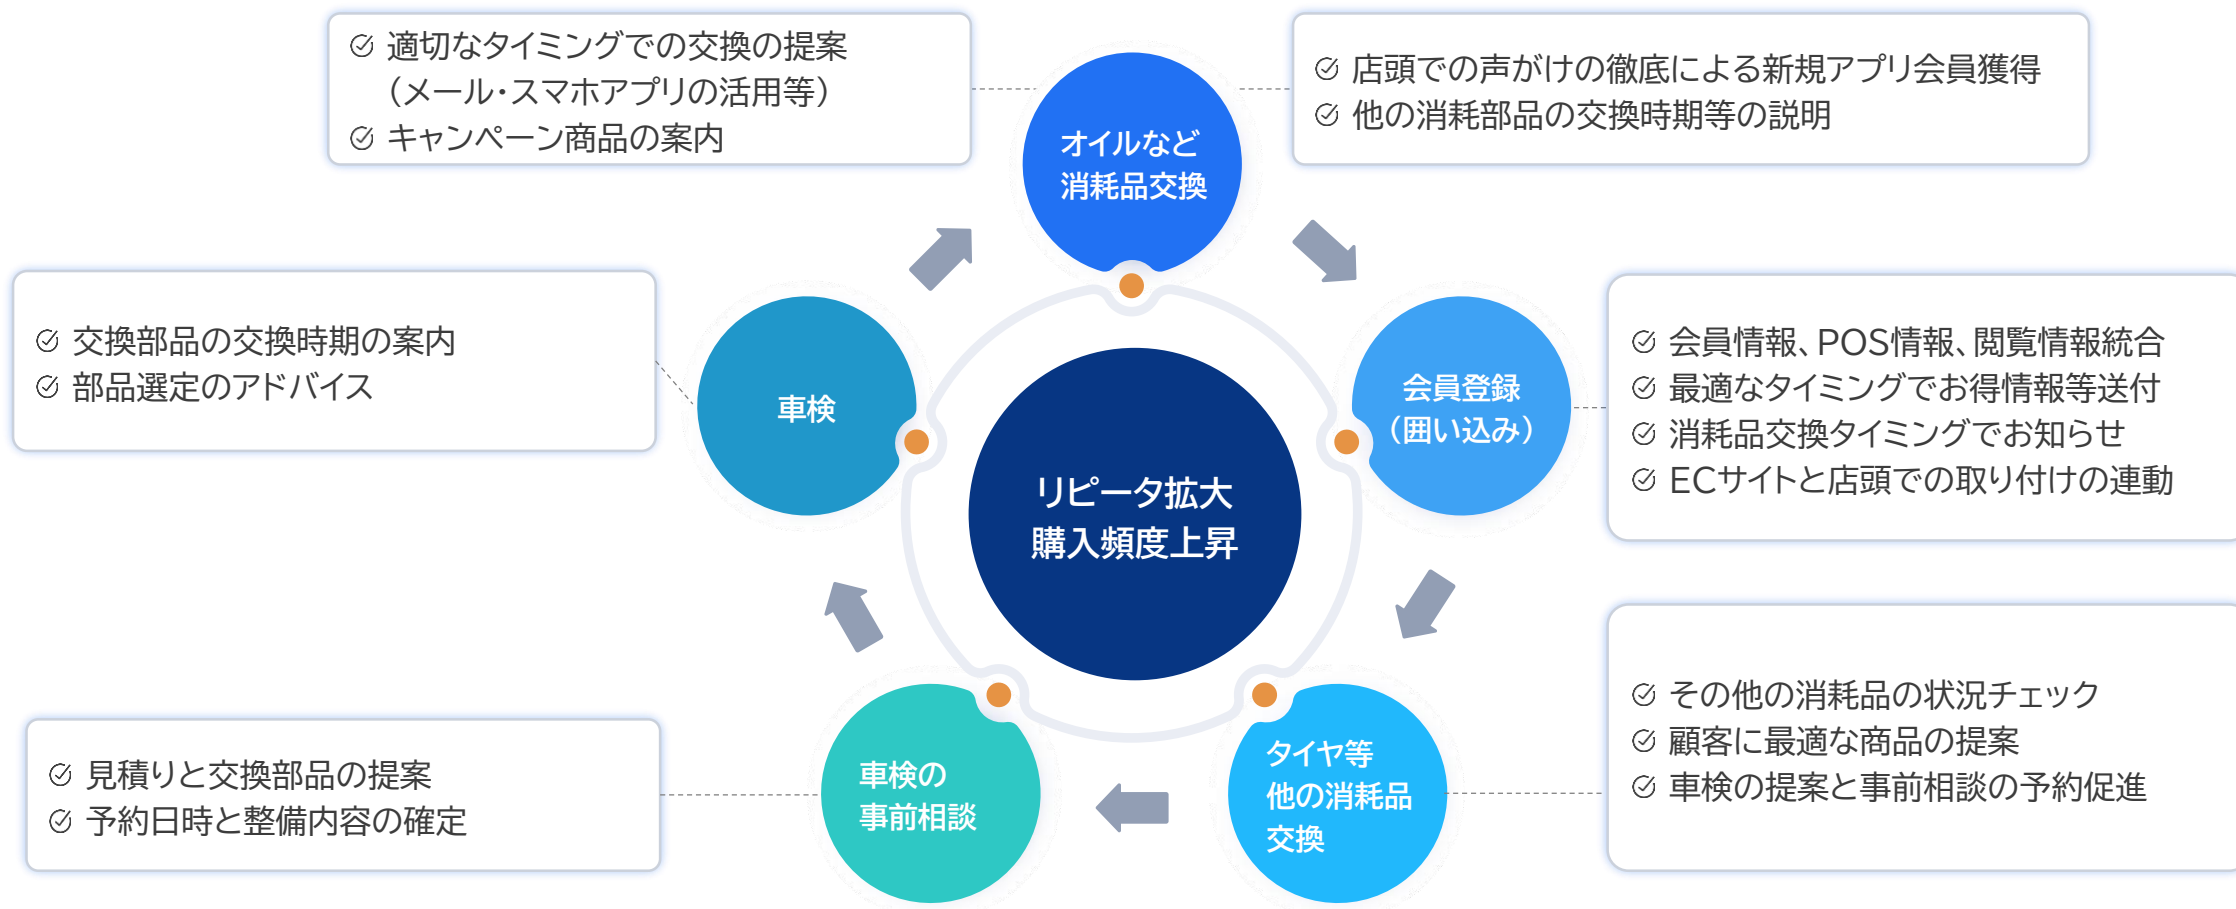 適切なタイミングでの交換の提案
（メール・スマホアプリの活用等）
キャンペーン商品の案内
店頭での声がけの徹底による新規アプリ会員獲得
他の消耗部品の交換時期等の説明
オイルなど
消耗品交換
交換部品の交換時期の案内
部品選定のアドバイス
車検
会員登録
（囲い込み）
会員情報、POS情報、閲覧情報統合
最適なタイミングでお得情報等送付
消耗品交換タイミングでお知らせ
ECサイトと店頭での取り付けの連動
リピータ拡大
購入頻度上昇
その他の消耗品の状況チェック
顧客に最適な商品の提案
車検の提案と事前相談の予約促進
タイヤ等
他の消耗品
交換
車検の
事前相談
見積りと交換部品の提案
予約日時と整備内容の確定